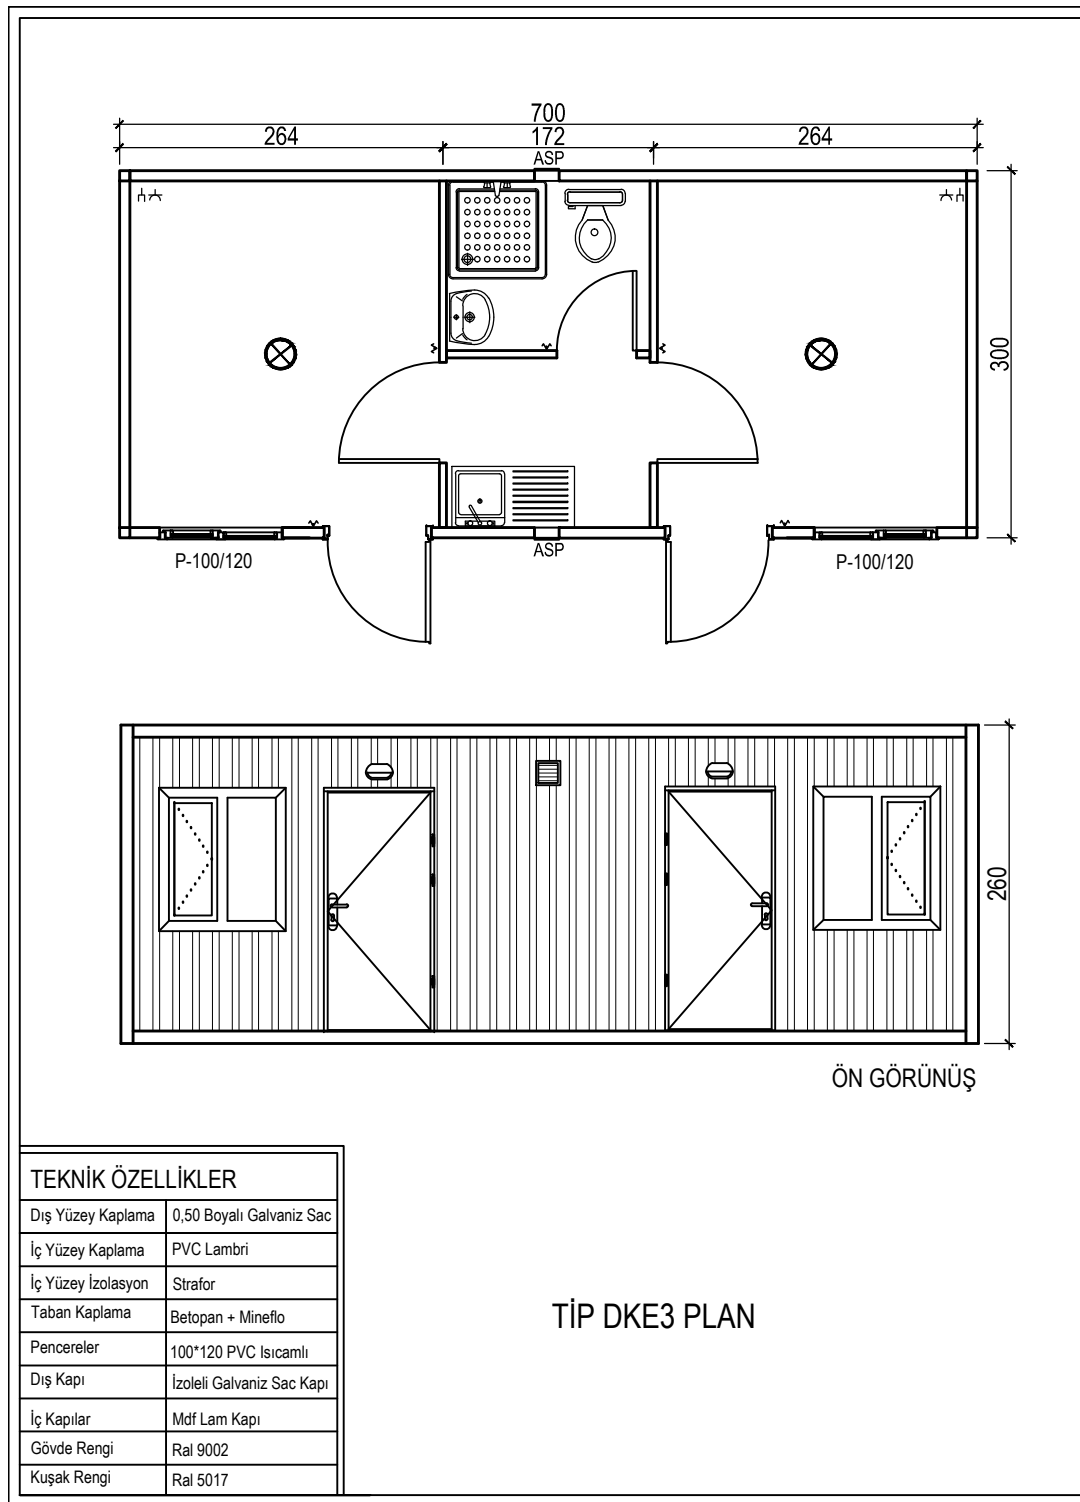 700
264 172 264
ASP
300
ASP
P-100/120 P-100/120
260
ÖN GÖRÜNÜŞ
TEKNİK ÖZELLİKLER
Dış Yüzey Kaplama 0,50 Boyalı Galvaniz Sac
İç Yüzey Kaplama PVC Lambri
İç Yüzey İzolasyon Strafor
Taban Kaplama Betopan + Mineflo
Pencereler 100*120 PVC Isıcamlı
Dış Kapı İzoleli Galvaniz Sac Kapı
İç Kapılar Mdf Lam Kapı
Gövde Rengi Ral 9002
Kuşak Rengi Ral 5017
TİP DKE3 PLAN